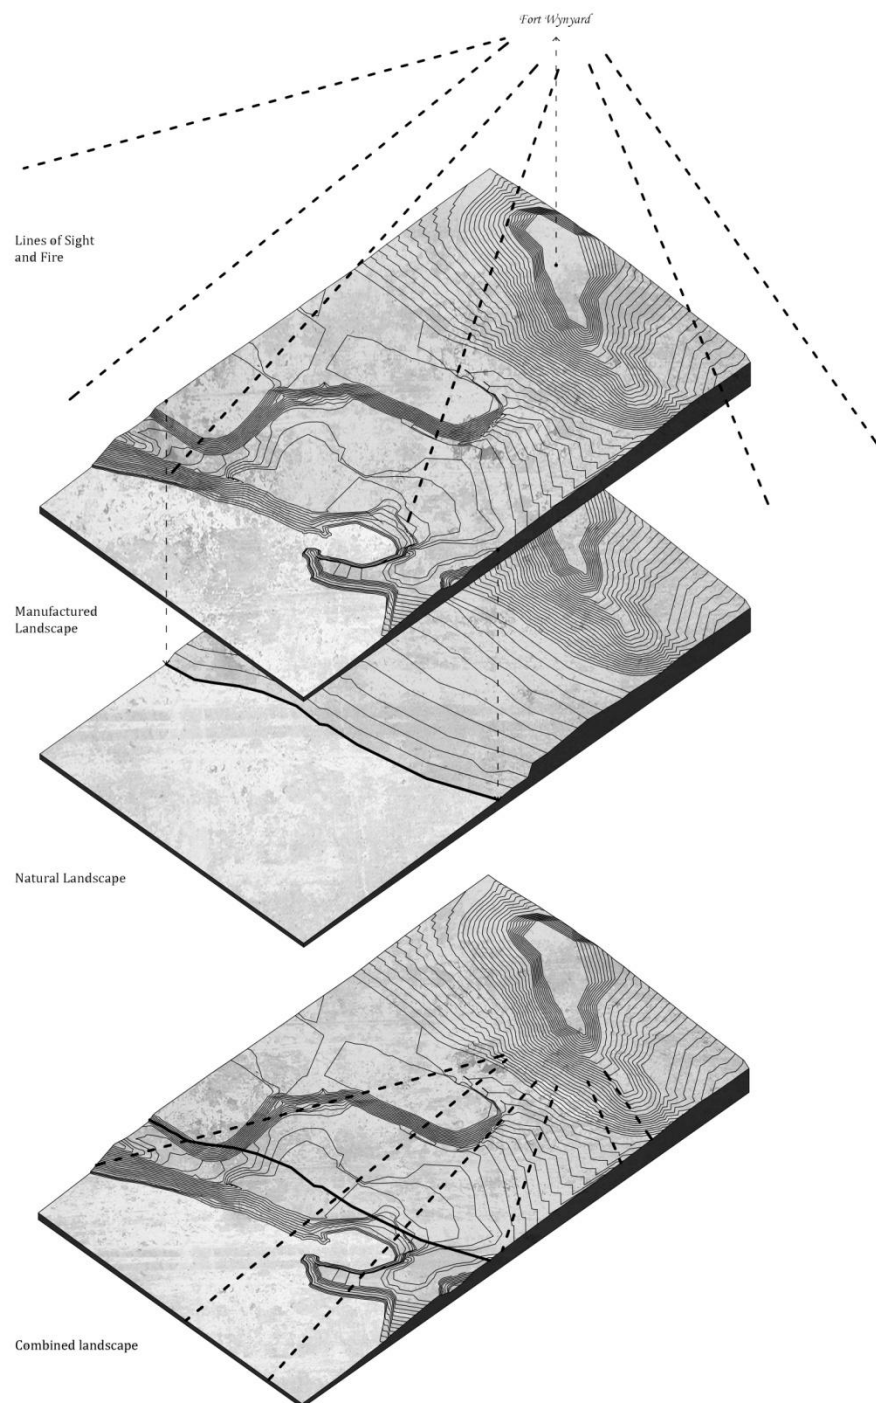 Fort Wynyard
Lines of Sight
and Fire
Manufactured
Landscape
Natural Landscape
Combined landscape